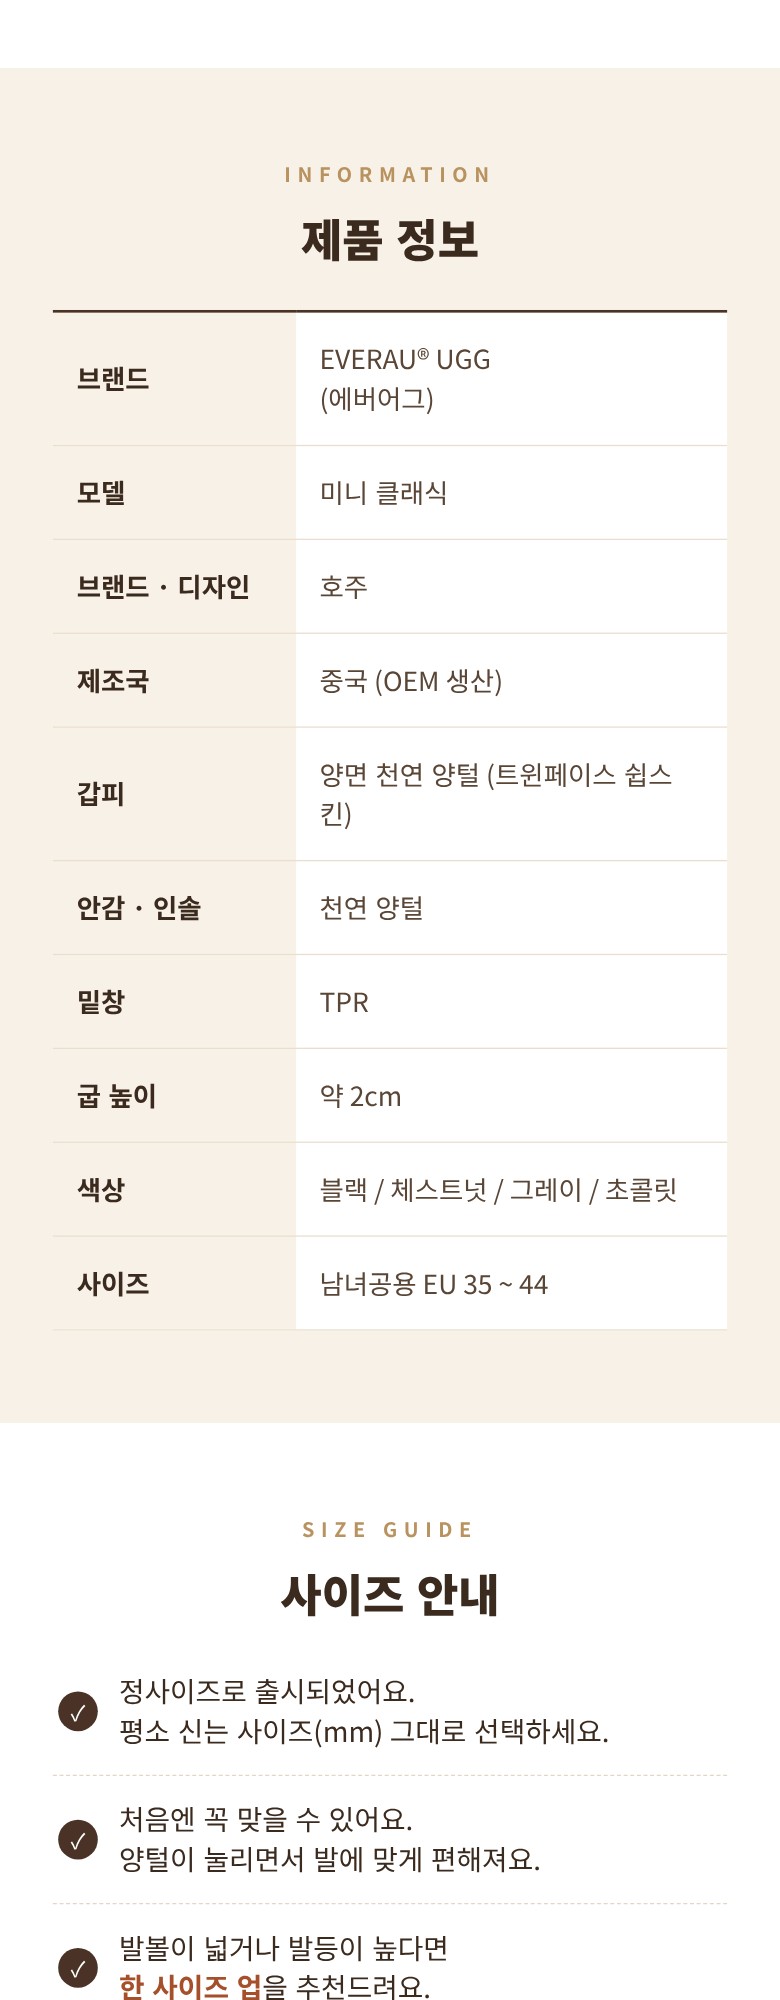 INFORMATION
제품 정보
브랜드
EVERAU® UGG
(에버어그)
모델
미니 클래식
브랜드 · 디자인
호주
제조국
중국 (OEM 생산)
갑피
양면 천연 양털 (트윈페이스 쉽스
킨)
안감 · 인솔
천연 양털
밑창
TPR
굽 높이
약 2cm
색상
블랙 / 체스트넛 / 그레이 / 초콜릿
사이즈
남녀공용 EU 35 ~ 44
SIZE GUIDE
사이즈 안내
정사이즈로 출시되었어요.
평소 신는 사이즈(mm) 그대로 선택하세요.
처음엔 꼭 맞을 수 있어요.
양털이 눌리면서 발에 맞게 편해져요.
발볼이 넓거나 발등이 높다면
한 사이즈 업을 추천드려요.